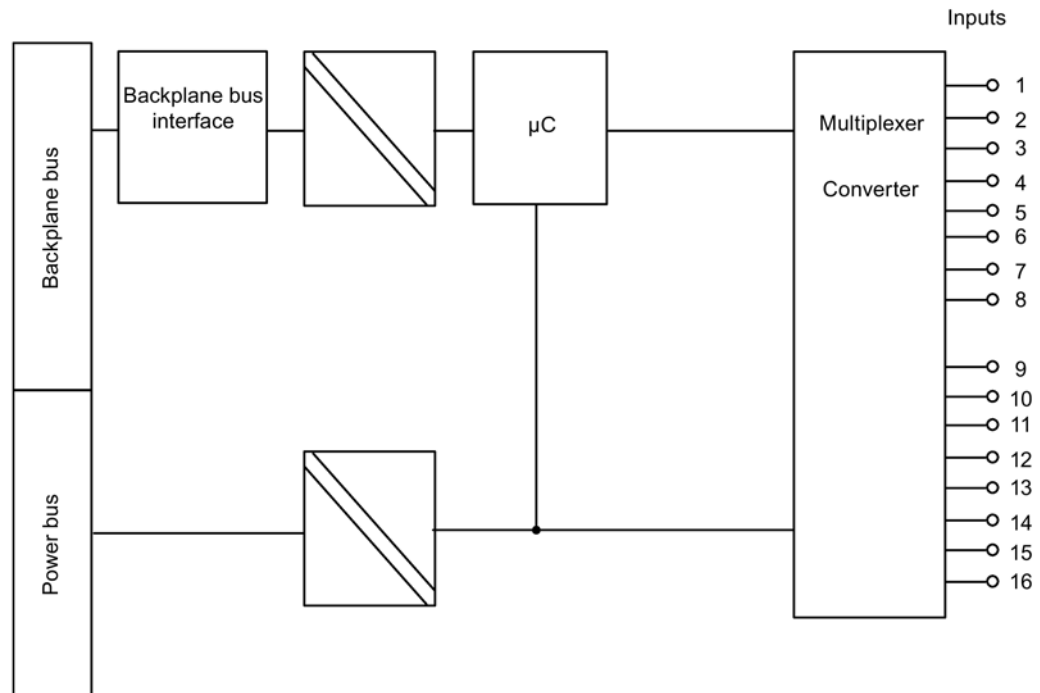 Inputs
Backplane bus
Backplane bus
interface
µC
Multiplexer
Converter
1
2
3
4
5
6
7
8
9
10
11
12
13
14
15
16
Power bus